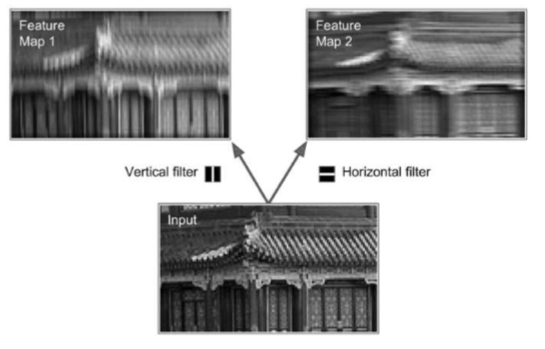 Feature
Map 1
Feature
Map 2
Vertical filter
Horizontal filter
Input